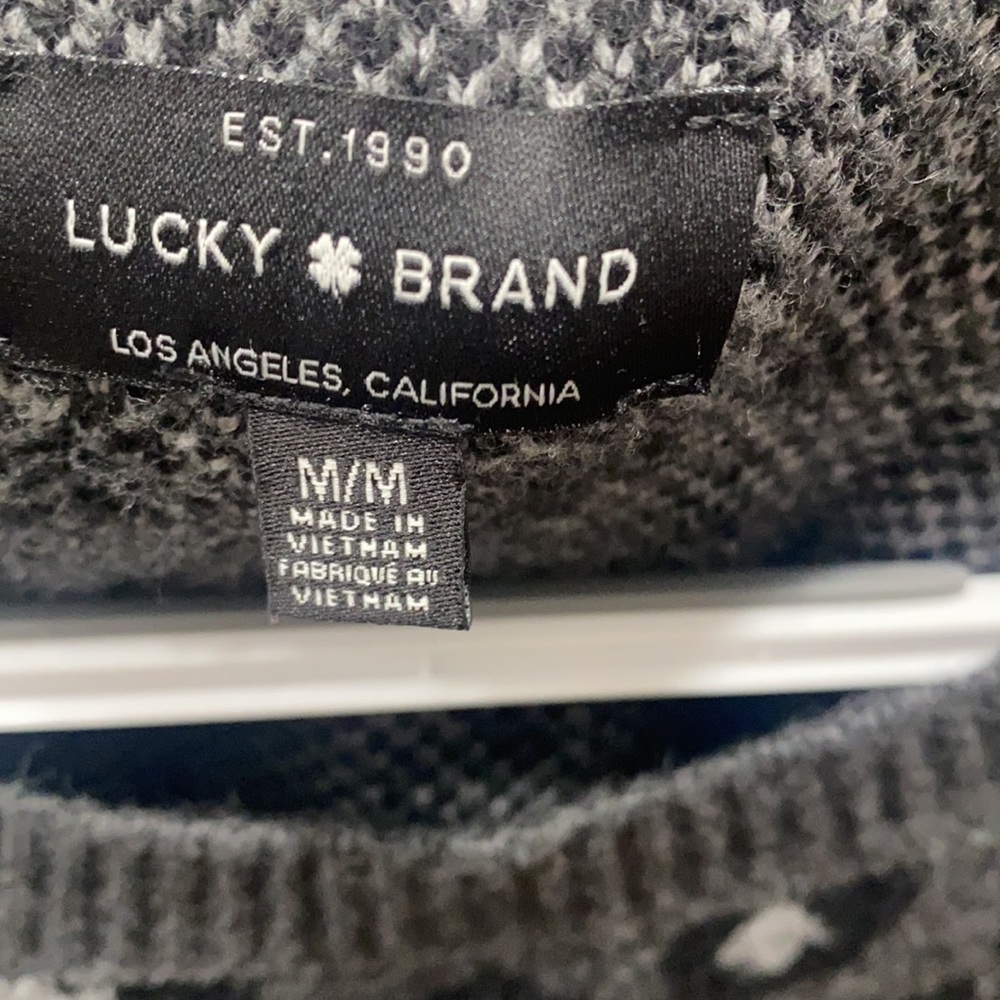 EST.1990
LUCKY BRAND
LOS ANGELES, CALIFORNIA
M/M
MADE IN
VIETNAM
FABRIQUÉ AU
VIETNAM